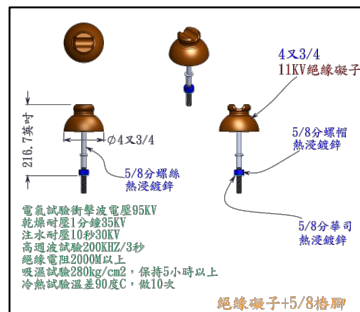 4又3/4
11KV絕緣礙子
216.7英吋
∅4又3/4
5/8分螺絲
熱浸鍍鋅
5/8分螺帽
熱浸鍍鋅
5/8分華司
熱浸鍍鋅
電氣試驗衝擊波電壓95KV
乾燥耐壓1分鐘35KV
注水耐壓10秒30KV
高週波試驗200KHZ/3秒
絕緣電阻2000M以上
吸濕試驗280kg/cm2，保持5小時以上
冷熱試驗溫差90度C，做10次
絕緣礙子+5/8樁腳